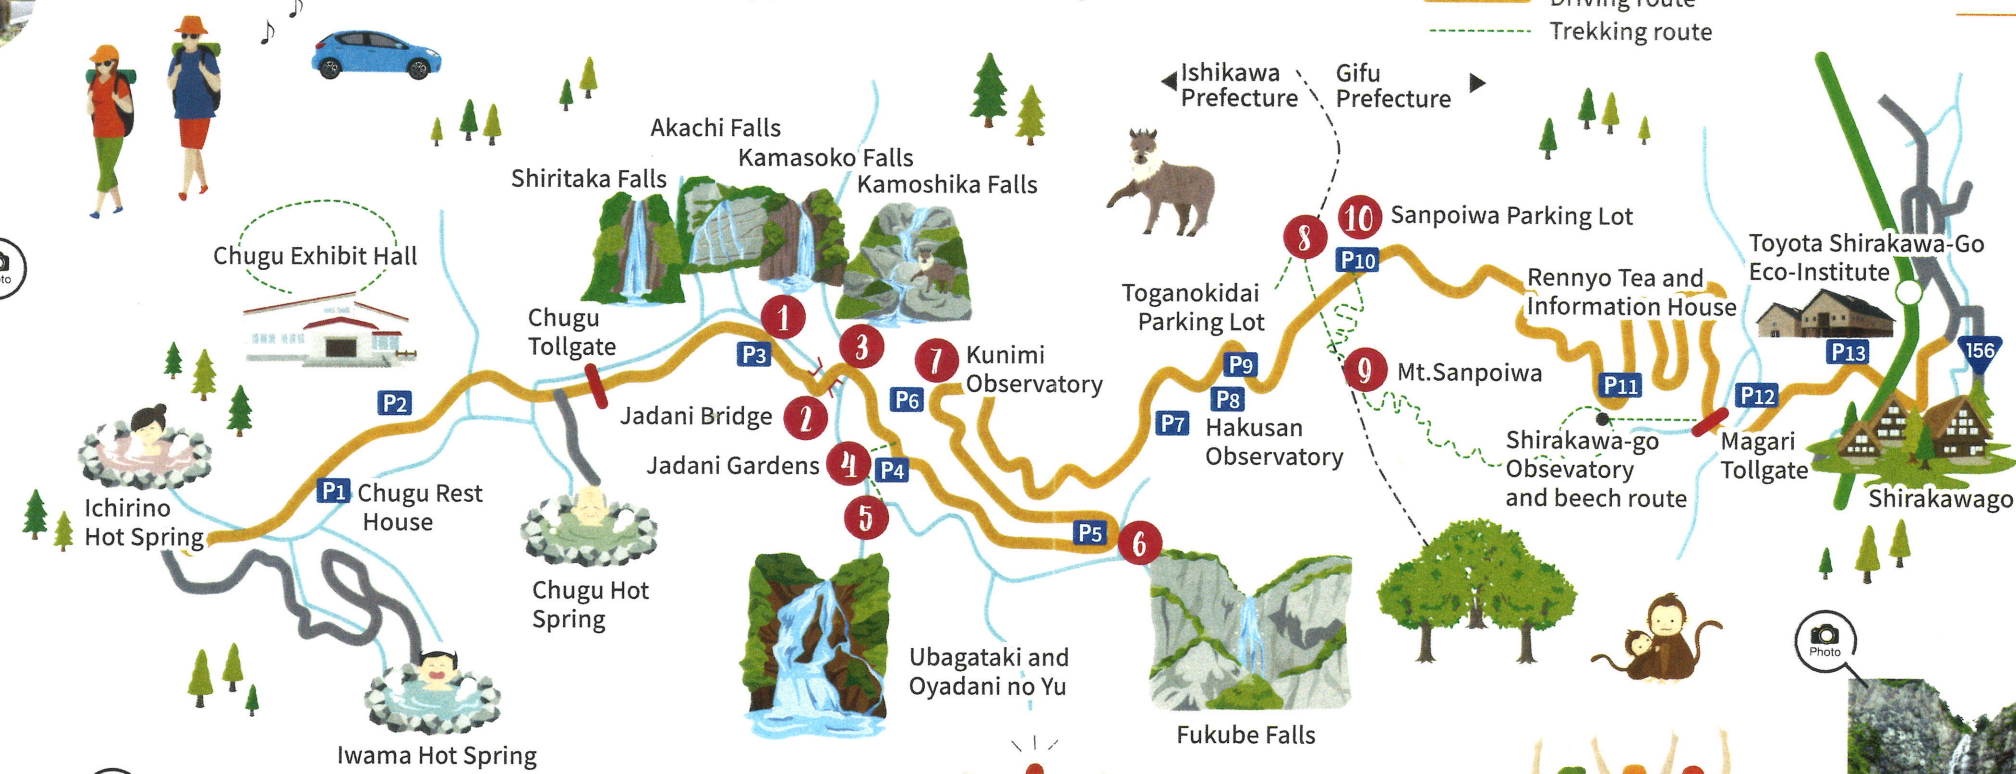 Driving route
Trekking route
Ishikawa
Prefecture
Gifu
Prefecture
Akachi Falls
Kamasoko Falls
Shiritaka Falls
Kamoshika Falls
10
Sanpoiwa Parking Lot
8
P10
Chugu Exhibit Hall
Toyota Shirakawa-Go
Eco-Institute
Rennyo Tea and
Information House
Toganokidai
Parking Lot
Chugu
Tollgate
1
P3
3
7
Kunimi
Observatory
P9
9
Mt.Sanpoiwa
P13
156
P11
P12
P2
P6
P8
P7
Hakusan
Observatory
Jadani Bridge
2
Jadani Gardens
4
P4
Shirakawa-go
Obsevatory
and beech route
Magari
Tollgate
Shirakawago
P1
Chugu Rest
House
Ichirino
Hot Spring
5
P5
6
Chugu Hot
Spring
Ubagataki and
Oyadani no Yu
Fukube Falls
Iwama Hot Spring
Photo